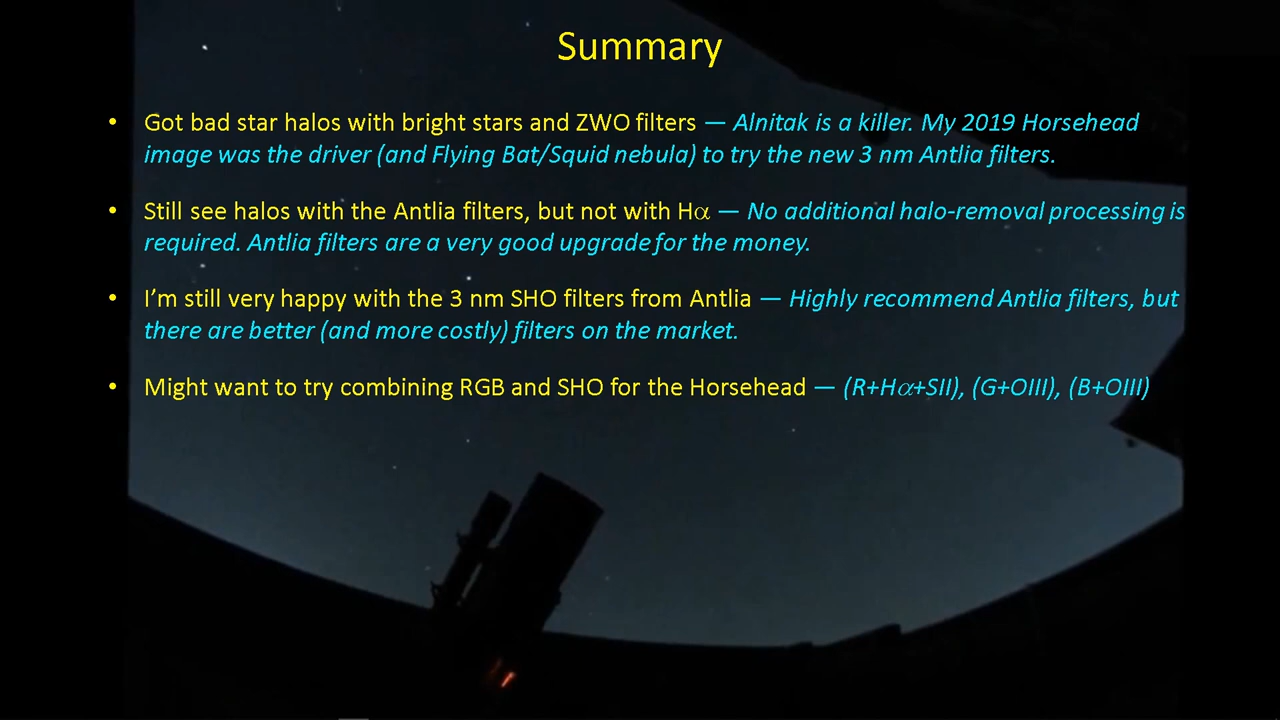 Summary
• Got bad star halos with bright stars and ZWO filters — Alnitak is a killer. My 2019 Horsehead
image was the driver (and Flying Bat/Squid nebula) to try the new 3 nm Antlia filters.
• Still see halos with the Antlia filters, but not with Hα — No additional halo-removal processing is
required. Antlia filters are a very good upgrade for the money.
• I’m still very happy with the 3 nm SHO filters from Antlia — Highly recommend Antlia filters, but
there are better (and more costly) filters on the market.
• Might want to try combining RGB and SHO for the Horsehead — (R+Hα+SII), (G+OIII), (B+OIII)